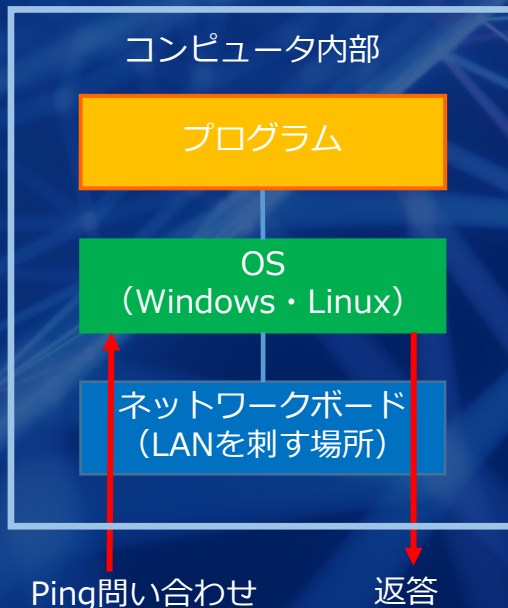 コンピュータ内部
プログラム
OS
（Windows・Linux）
ネットワークボード
（LANを刺す場所）
Ping問い合わせ
返答